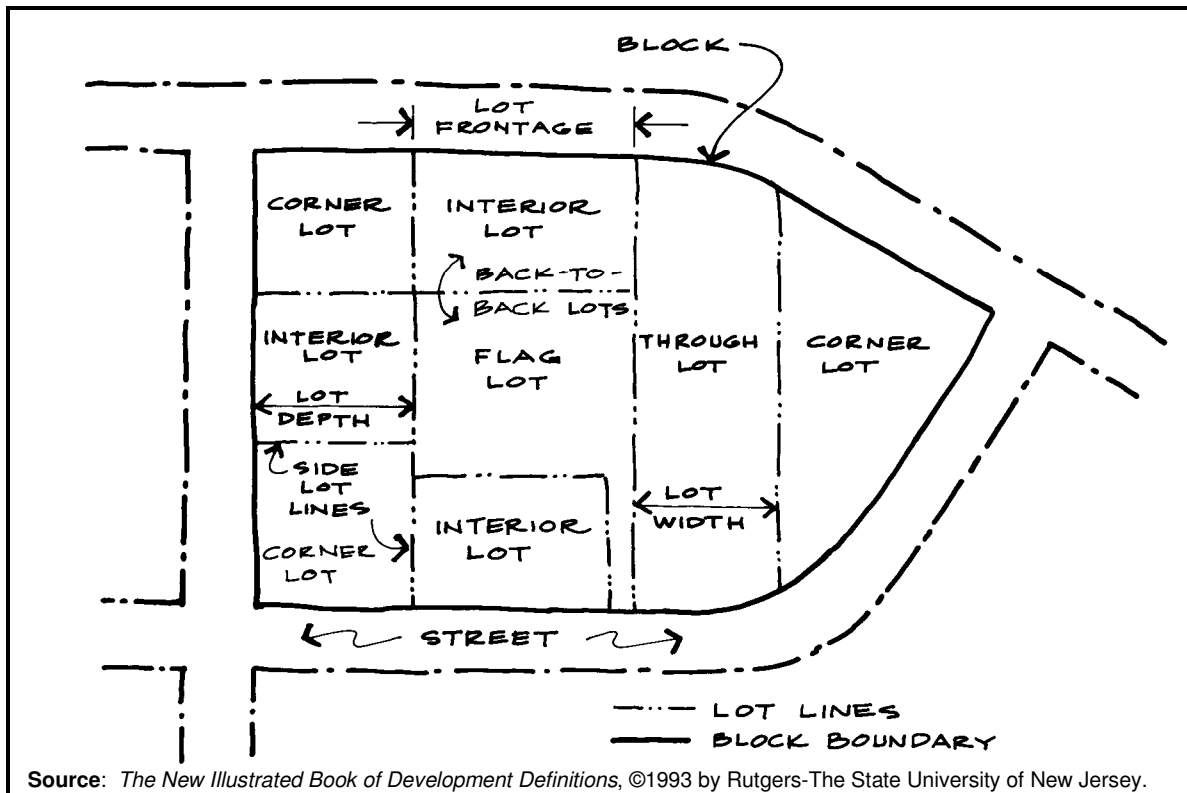 BLOCK
LOT
FRONTAGE
CORNER
LOT
INTERIOR
LOT
BACK-TO-
BACK LOTS
INTERIOR
LOT
FLAG
LOT
THROUGH
LOT
CORNER
LOT
LOT
DEPTH
SIDE
LOT
LINES
LOT
WIDTH
INTERIOR
LOT
CORNER
LOT
STREET
LOT LINES
BLOCK BOUNDARY
Source: The New Illustrated Book of Development Definitions, ©1993 by Rutgers-The State University of New Jersey.